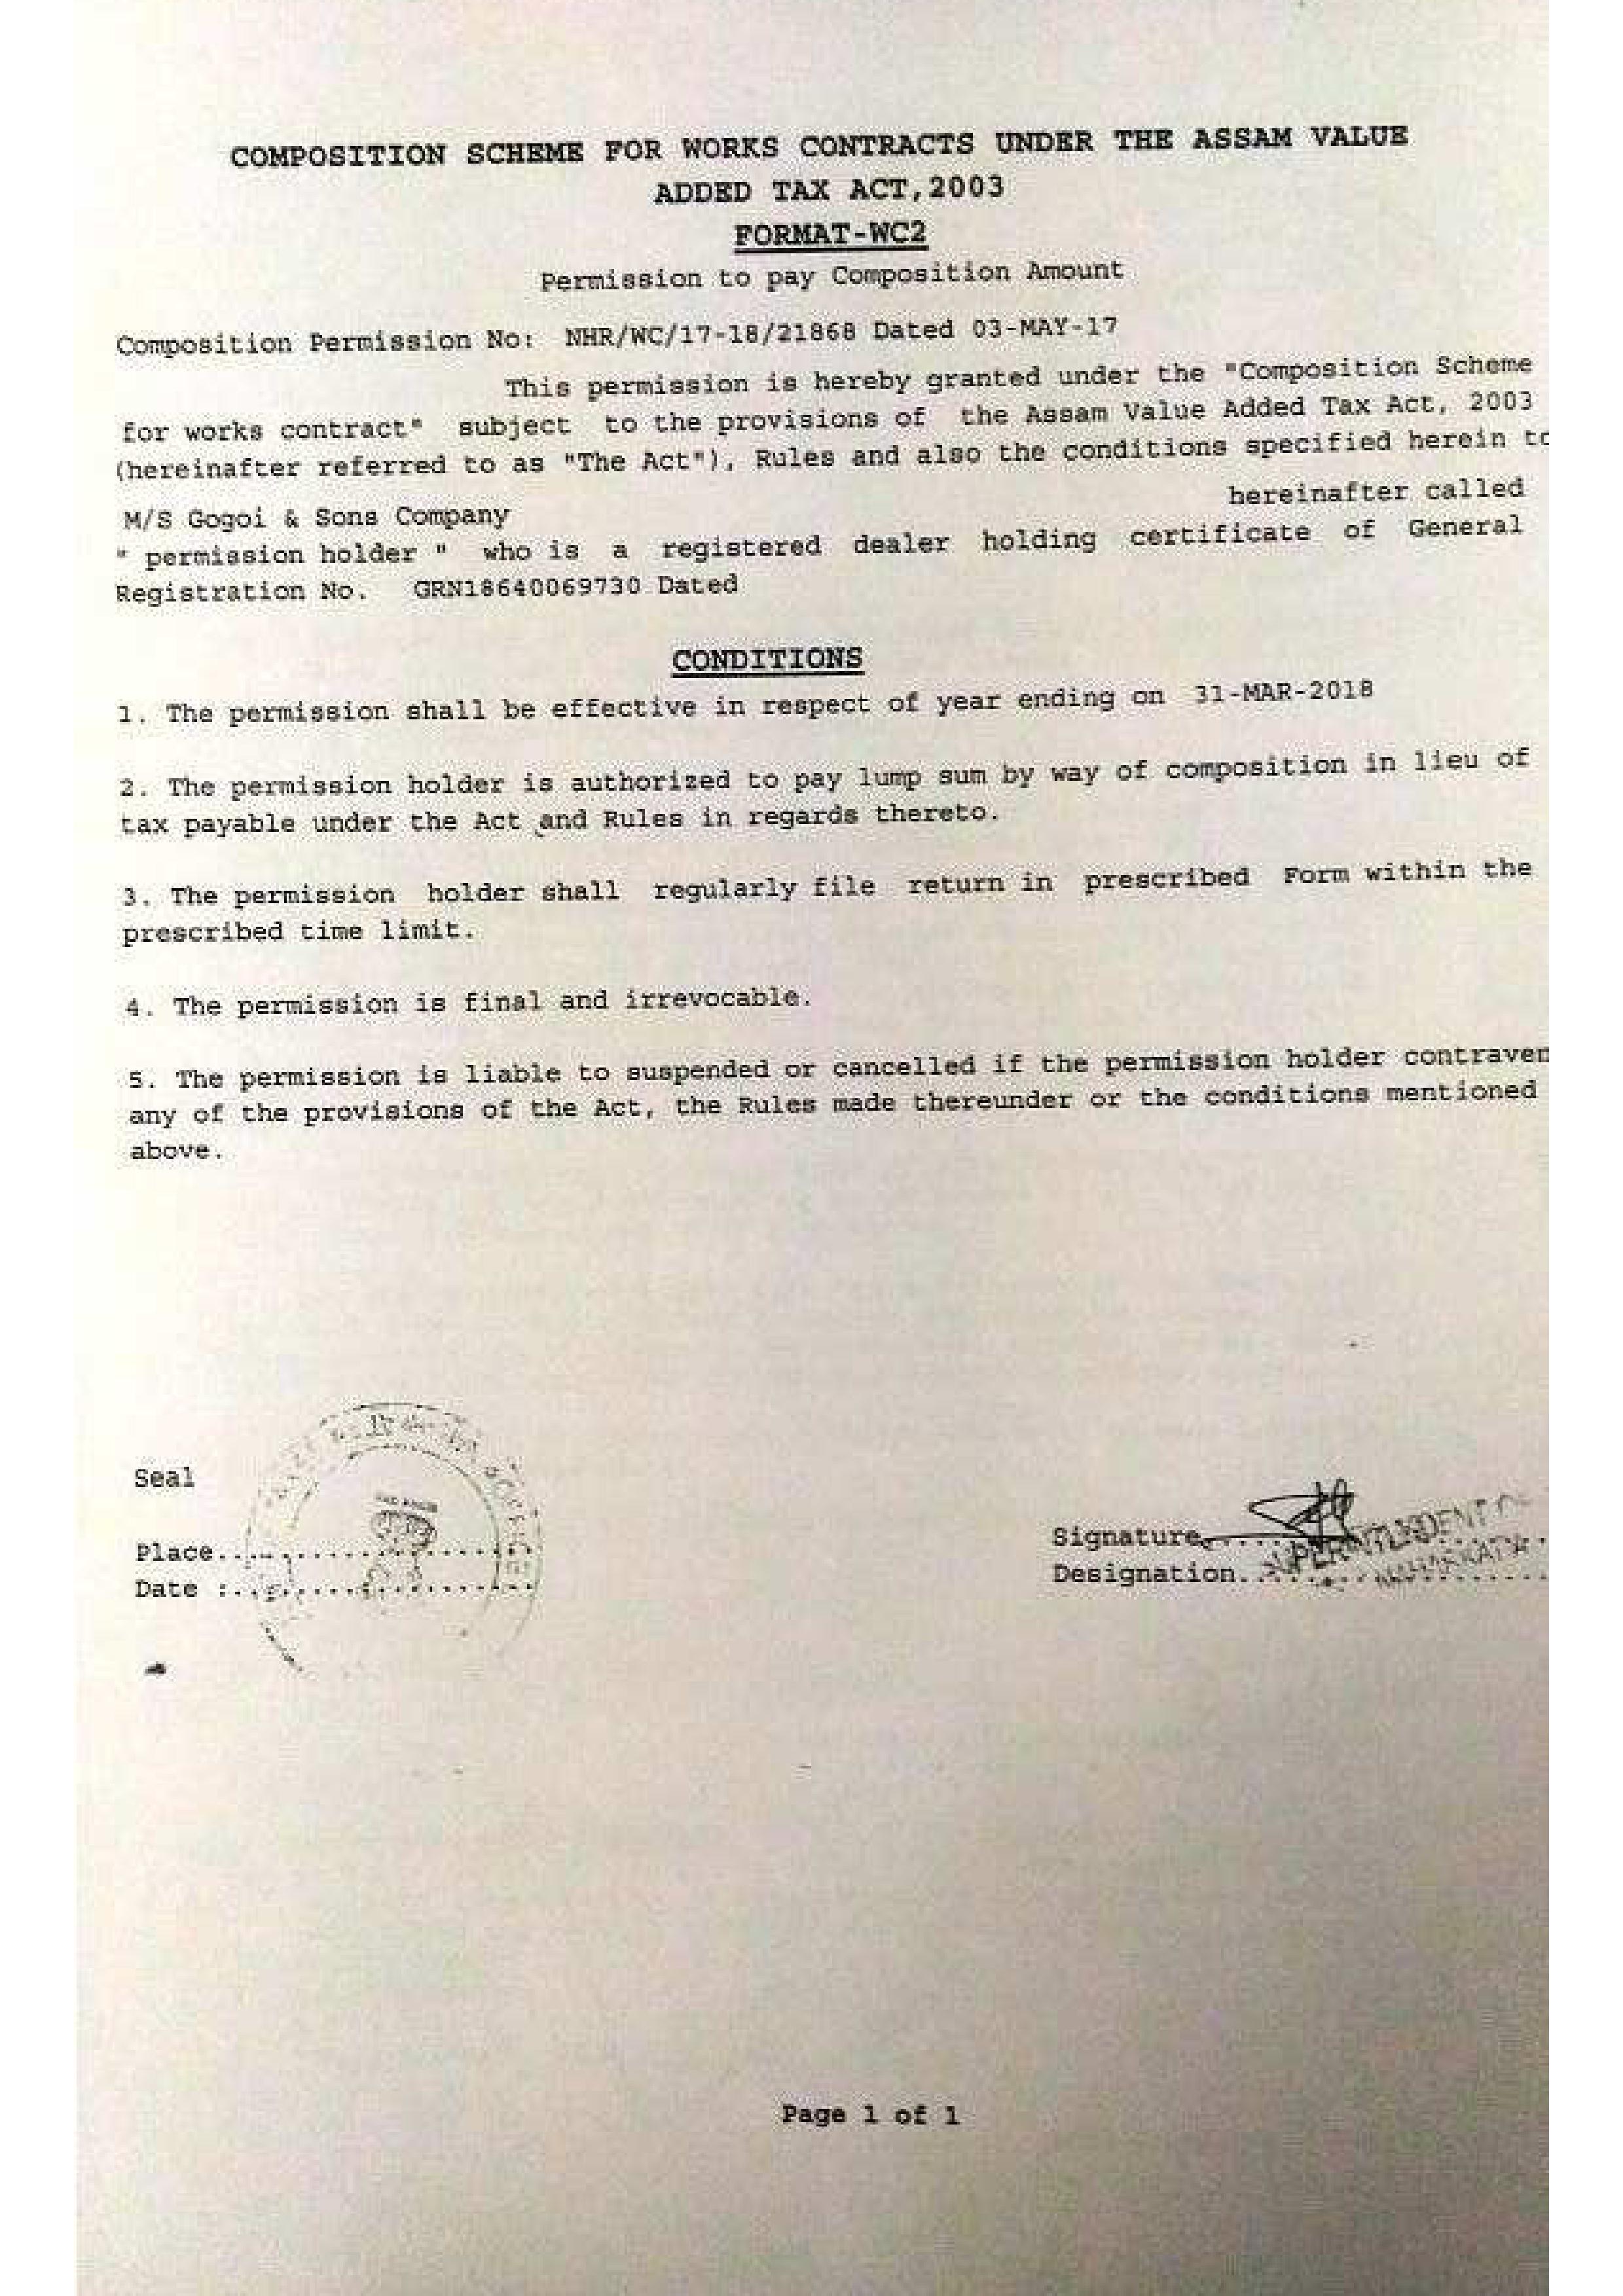 COMPOSITION SCHEME FOR WORKS CONTRACTS UNDER THE ASSAM VALUE
ADDED TAX ACT,2003
FORMAT-WC2
Permission to pay Composition Amount
Composition Permission No: NHR/WC/17-18/21868 Dated 03-MAY-17
This permission is hereby granted under the "Composition Scheme
for works contract" subject to the provisions of the Assam Value Added Tax Act, 2003
(hereinafter referred to as "The Act"), Rules and also the conditions specified herein to
hereinafter called
M/S Gogoi & Sons Company
" permission holder " who is a registered dealer holding certificate of General
Registration No. GRN18640069730 Dated
CONDITIONS
1. The permission shall be effective in respect of year ending on 31-MAR-2018
2. The permission holder is authorized to pay lump sum by way of composition in lieu of
tax payable under the Act and Rules in regards thereto.
3. The permission holder shall regularly file return in prescribed Form within the
prescribed time limit.
4. The permission is final and irrevocable.
5. The permission is liable to suspended or cancelled if the permission holder contraven
any of the provisions of the Act, the Rules made thereunder or the conditions mentioned
above.
Seal
Place..............................
Date :............................
Signature..............................
Designation..............................
SUPERINTENDENT OF
Page 1 of 1